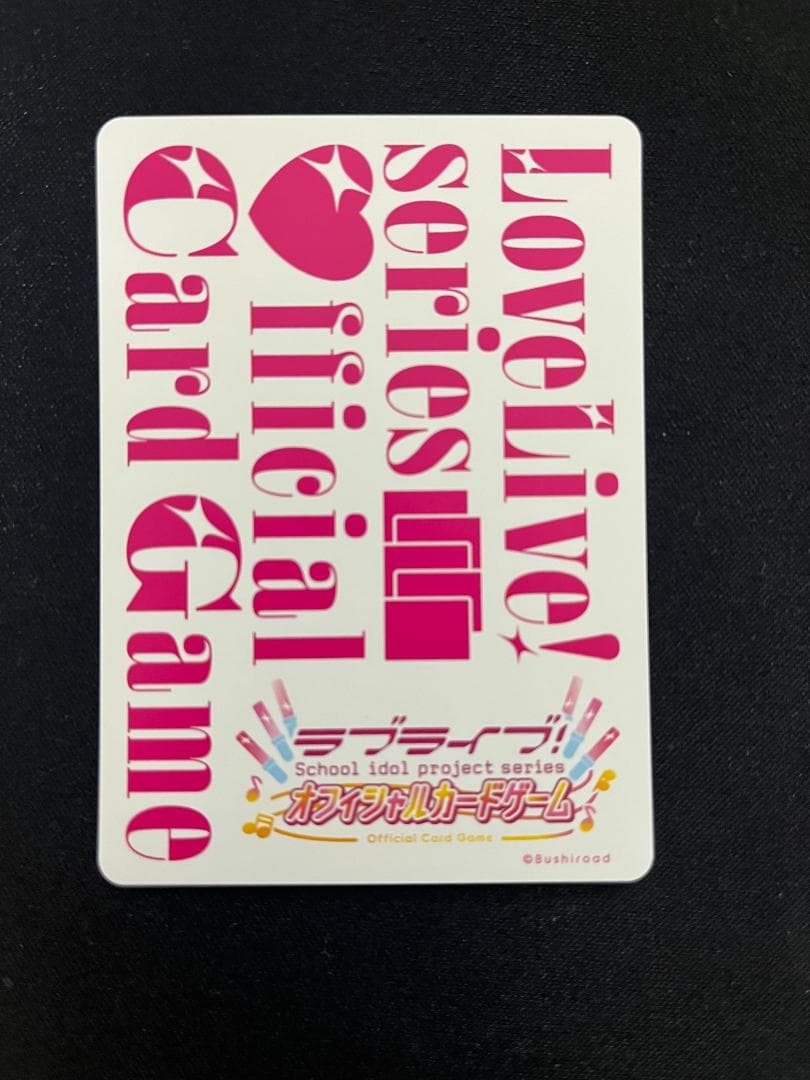 LoveLive!
series
Official
Card Game
ラブライブ!
School idol project series
オフィシャルカードゲーム
Official Card Game
©Bushiroad